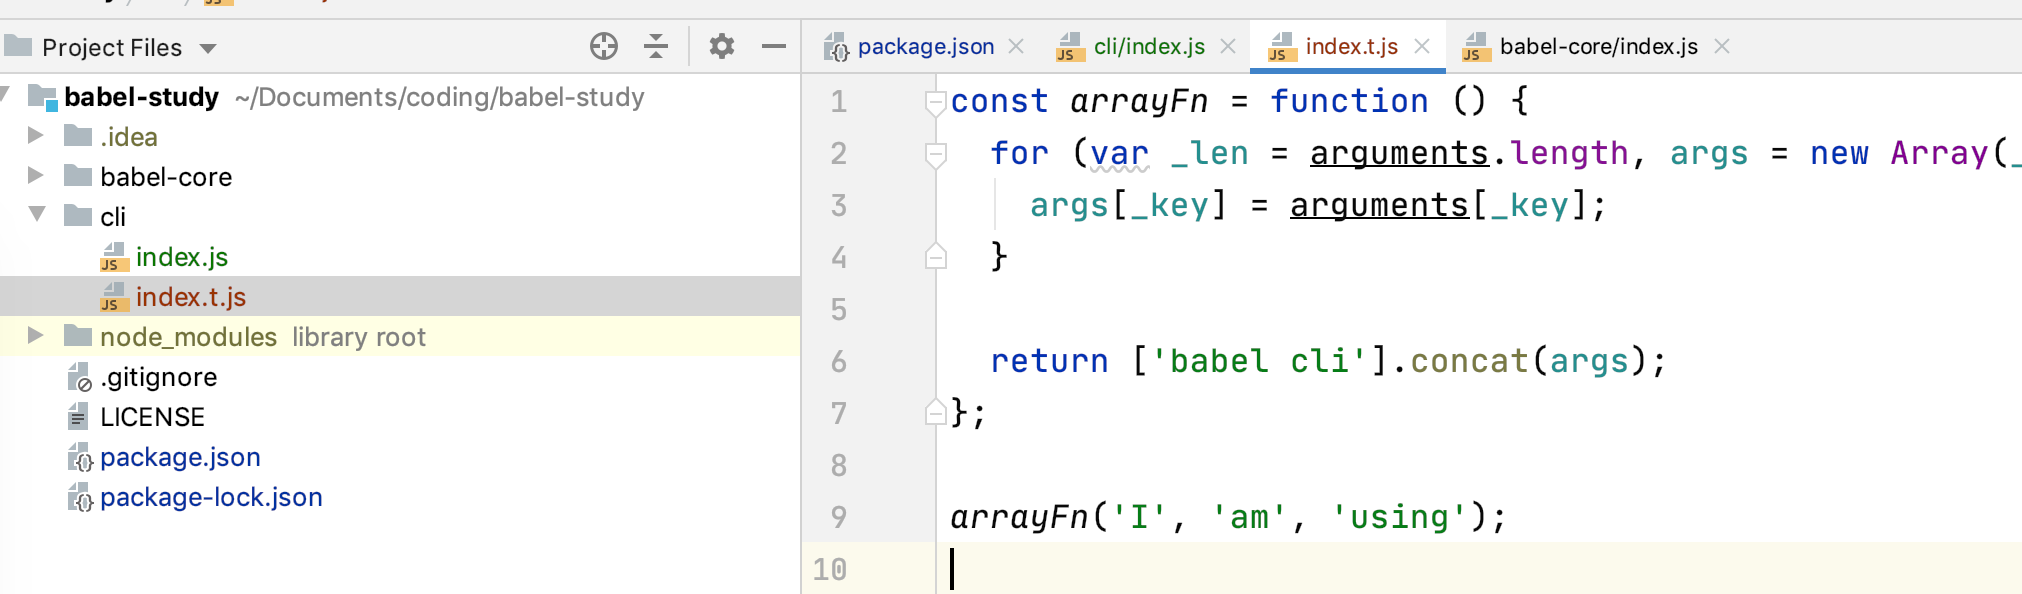 Project Files
package.json
cli/index.js
index.t.js
babel-core/index.js
babel-study ~/Documents/coding/babel-study
.idea
babel-core
cli
index.js
index.t.js
node_modules library root
.gitignore
LICENSE
package.json
package-lock.json
1 const arrayFn = function () {
2 for (var _len = arguments.length, args = new Array(_
3 args[_key] = arguments[_key];
4 }
5
6 return ['babel cli'].concat(args);
7 };
8
9 arrayFn('I', 'am', 'using');
10